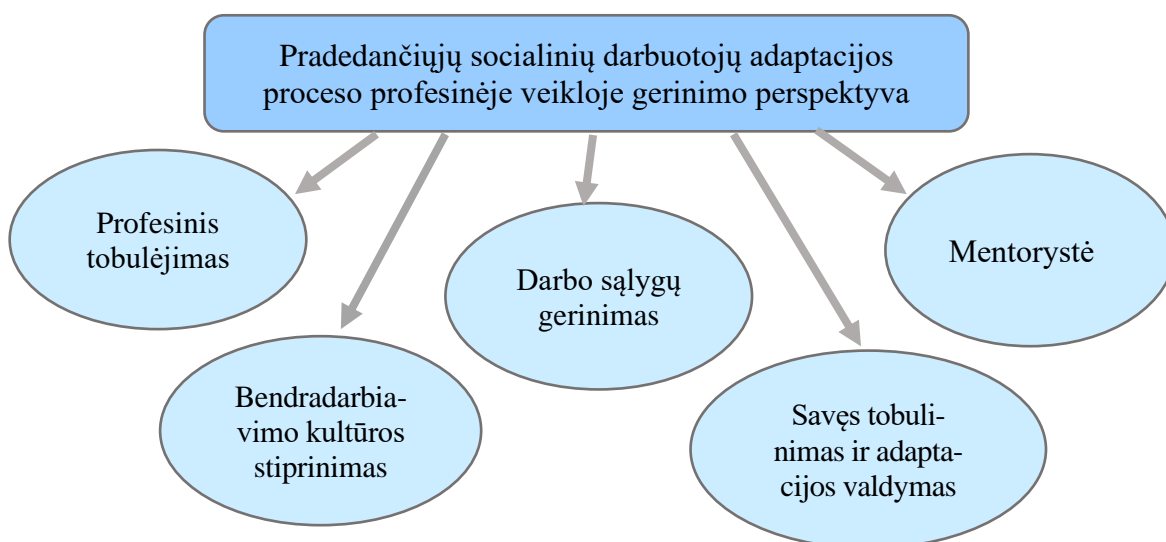 Pradedančiųjų socialinių darbuotojų adaptacijos
proceso profesinėje veikloje gerinimo perspektyva
Profesinis
tobulėjimas
Bendradarbia-
vimo kultūros
stiprinimas
Darbo sąlygų
gerinimas
Savęs tobuli-
nimas ir adapta-
cijos valdymas
Mentorystė